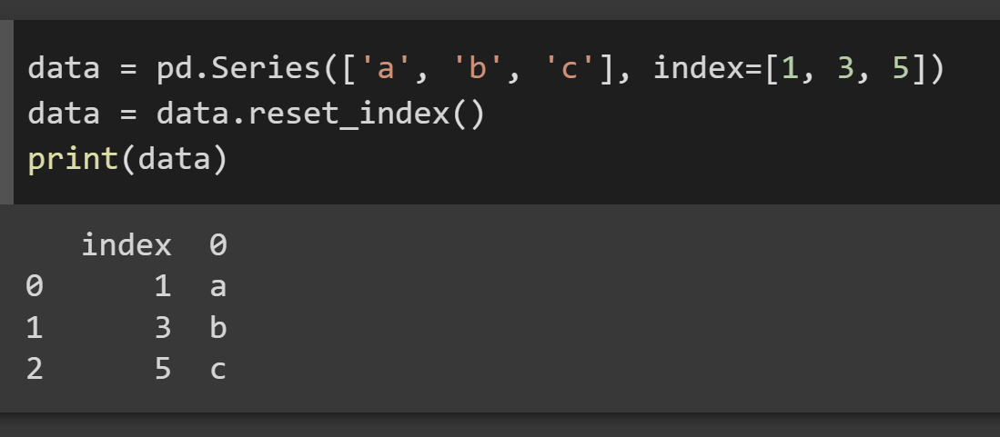 data = pd.Series(['a', 'b', 'c'], index=[1, 3, 5])
data = data.reset_index()
print(data)
index 0
0 1 a
1 3 b
2 5 c